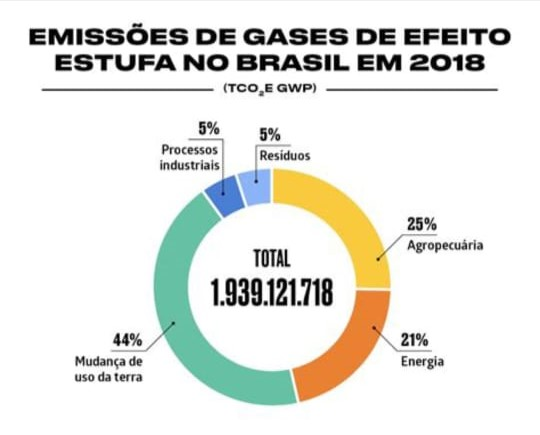 EMISSÕES DE GASES DE EFEITO
ESTUFA NO BRASIL EM 2018
(TCO₂E GWP)
5%
Processos
industriais
5%
Resíduos
25%
Agropecuária
TOTAL
1.939.121.718
44%
Mudança de
uso da terra
21%
Energia